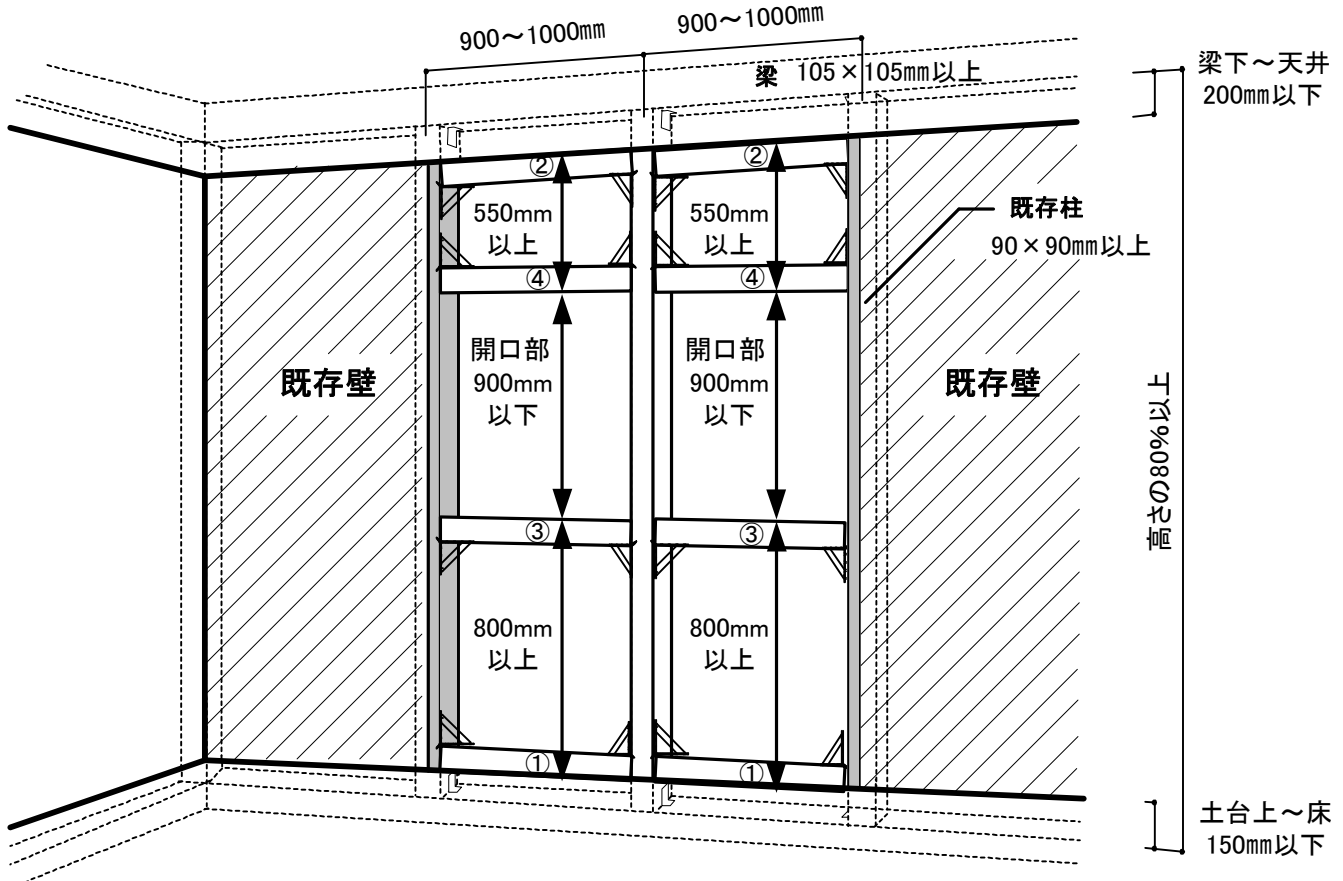 900～1000mm
900～1000mm
梁 105×105mm以上
梁下～天井
200mm以下
②
②
550mm
以上
550mm
以上
既存柱
90×90mm以上
④
④
開口部
900mm
以下
開口部
900mm
以下
既存壁
既存壁
高さの80%以上
③
③
800mm
以上
800mm
以上
①
①
土台上～床
150mm以下